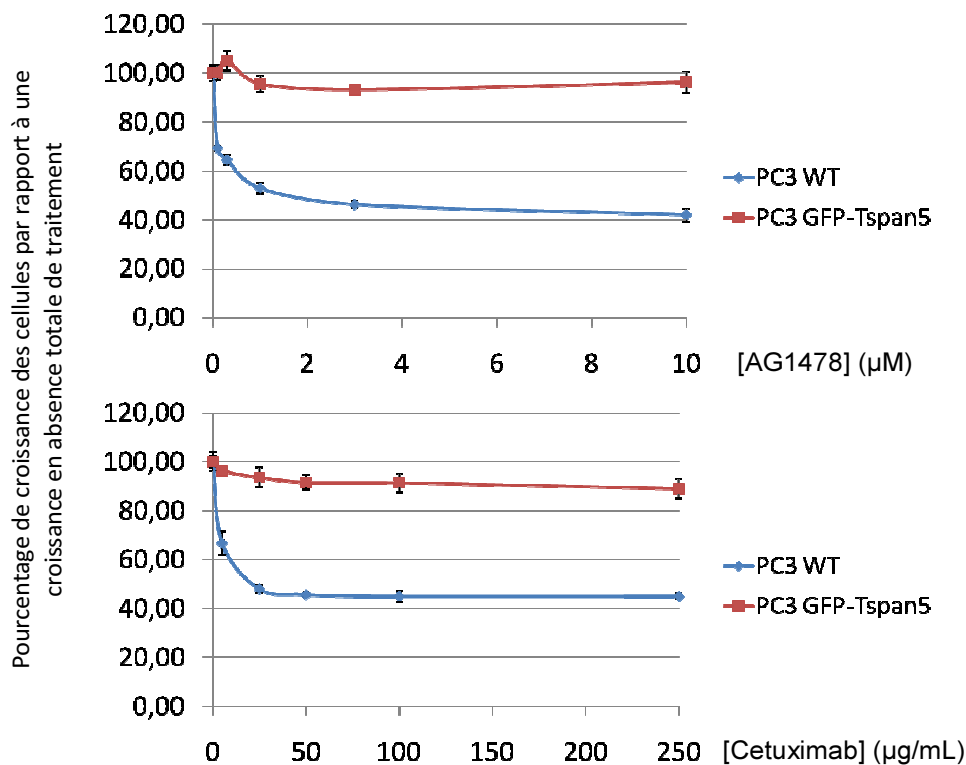 Pourcentage de croissance des cellules par rapport à une
croissance en absence totale de traitement
120,00
100,00
80,00
60,00
40,00
20,00
0,00
0 2 4 6 8 10 [AG1478] (µM)
PC3 WT
PC3 GFP-Tspan5
120,00
100,00
80,00
60,00
40,00
20,00
0,00
0 50 100 150 200 250 [Cetuximab] (µg/mL)
PC3 WT
PC3 GFP-Tspan5